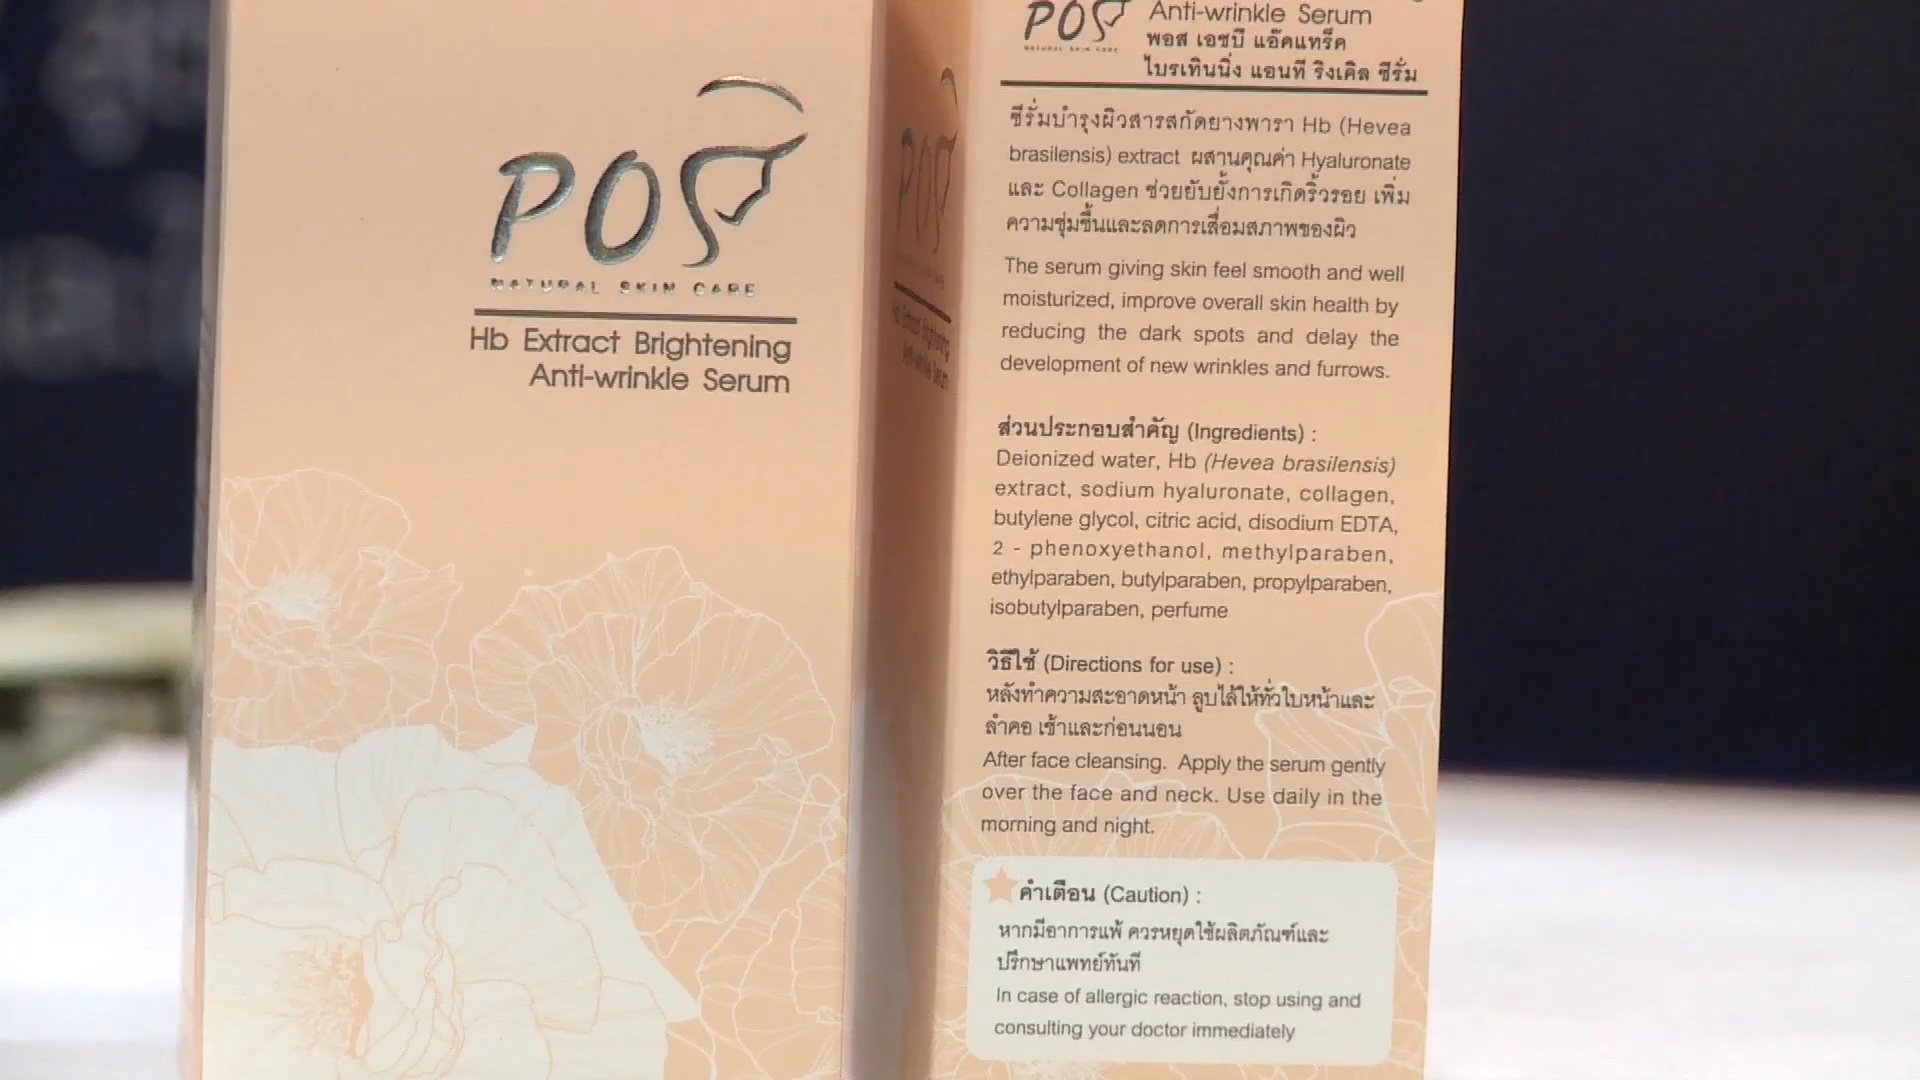 POS
NATURAL SKIN CARE
Hb Extract Brightening
Anti-wrinkle Serum
POS
NATURAL SKIN CARE
Anti-wrinkle Serum
พอส เอชบี แอ๊คแทร็ค
ไบรเทินนิ่ง แอนที ริงเคิล ซีรั่ม
ซีรั่มบำรุงผิวสารสกัดยางพารา Hb (Hevea
brasilensis) extract ผสานคุณค่า Hyaluronate
และ Collagen ช่วยยับยั้งการเกิดริ้วรอย เพิ่ม
ความชุ่มชื้นและลดการเสื่อมสภาพของผิว
The serum giving skin feel smooth and well
moisturized, improve overall skin health by
reducing the dark spots and delay the
development of new wrinkles and furrows.
ส่วนประกอบสำคัญ (Ingredients) :
Deionized water, Hb (Hevea brasilensis)
extract, sodium hyaluronate, collagen,
butylene glycol, citric acid, disodium EDTA,
2 - phenoxyethanol, methylparaben,
ethylparaben, butylparaben, propylparaben,
isobutylparaben, perfume
วิธีใช้ (Directions for use) :
หลังทำความสะอาดหน้า ลูบไล้ให้ทั่วใบหน้าและ
ลำคอ เช้าและก่อนนอน
After face cleansing. Apply the serum gently
over the face and neck. Use daily in the
morning and night.
คำเตือน (Caution) :
หากมีอาการแพ้ ควรหยุดใช้ผลิตภัณฑ์และ
ปรึกษาแพทย์ทันที
In case of allergic reaction, stop using and
consulting your doctor immediately